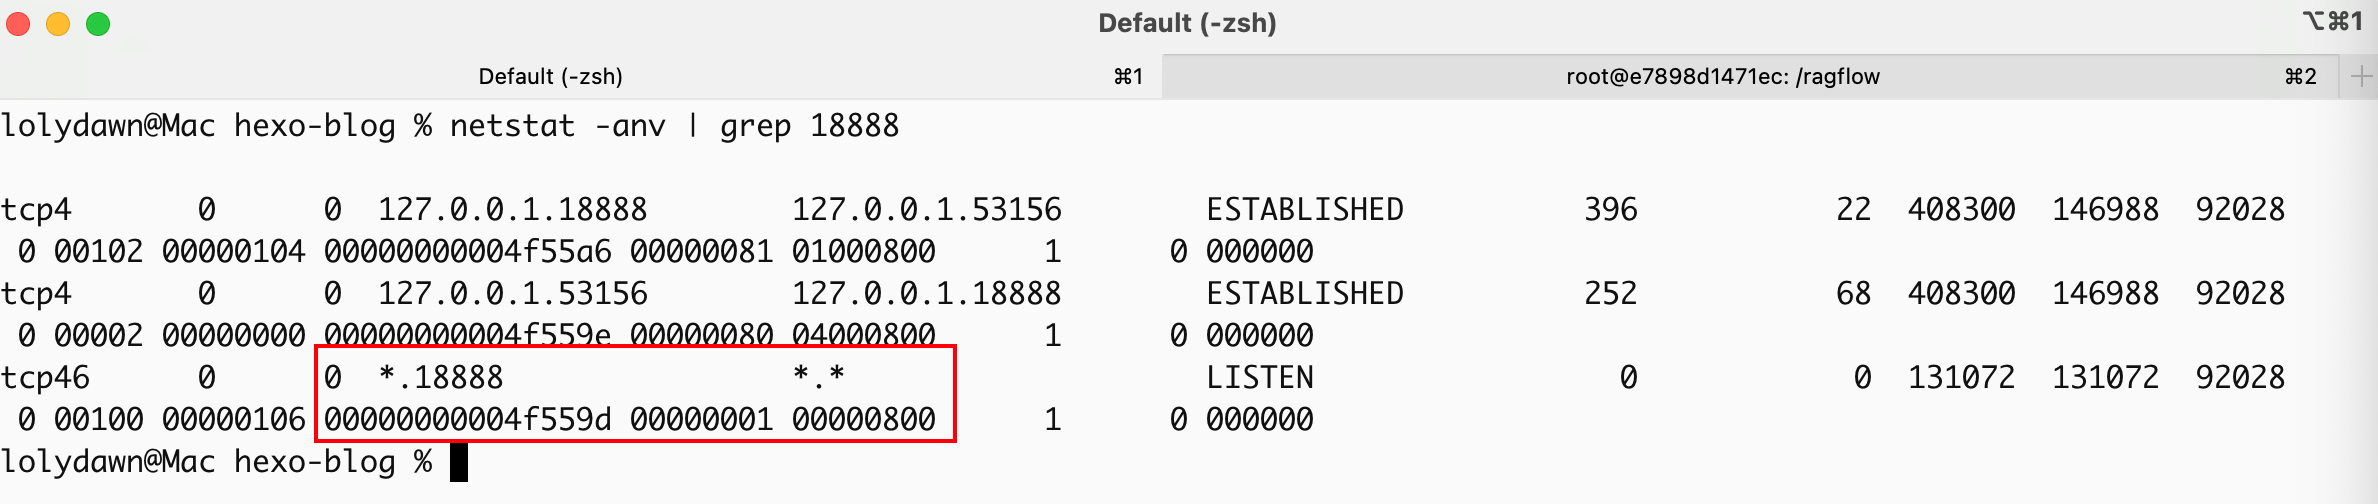 Default (-zsh) ⌥⌘1
Default (-zsh) ⌘1 root@e7898d1471ec: /ragflow ⌘2 +
lolydawn@Mac hexo-blog % netstat -anv | grep 18888
tcp4 0 0 127.0.0.1.18888 127.0.0.1.53156 ESTABLISHED 396 22 408300 146988 92028
0 00102 00000104 00000000004f55a6 00000081 01000800 1 0 000000
tcp4 0 0 127.0.0.1.53156 127.0.0.1.18888 ESTABLISHED 252 68 408300 146988 92028
0 00002 00000000 00000000004f559e 00000080 04000800 1 0 000000
tcp46 0 0 *.18888 *.* LISTEN 0 0 131072 131072 92028
0 00100 00000106 00000000004f559d 00000001 00000800 1 0 000000
lolydawn@Mac hexo-blog %